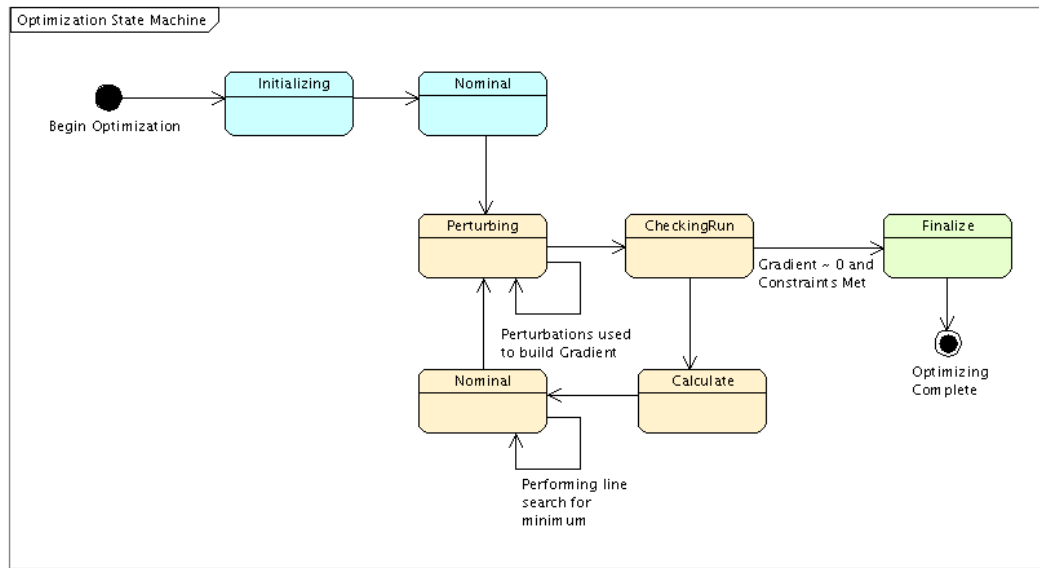 Optimization State Machine
Initializing
Nominal
Begin Optimization
Perturbing
CheckingRun
Finalize
Gradient ~ 0 and
Constraints Met
Perturbations used
to build Gradient
Nominal
Calculate
Optimizing
Complete
Performing line
search for
minimum